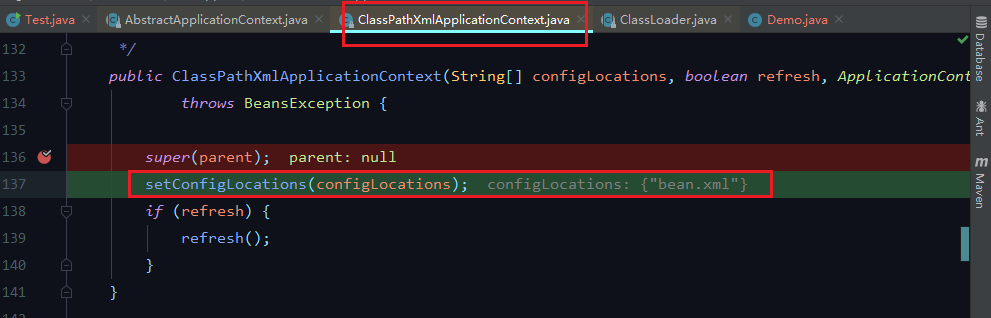 Test.java AbstractApplicationContext.java ClassPathXmlApplicationContext.java ClassLoader.java Demo.java
132 */
133 public ClassPathXmlApplicationContext(String[] configLocations, boolean refresh, ApplicationCont
134 throws BeansException {
135
136 super(parent); parent: null
137 setConfigLocations(configLocations); configLocations: {"bean.xml"}
138 if (refresh) {
139 refresh();
140 }
141 }
Database
Ant
m Maven